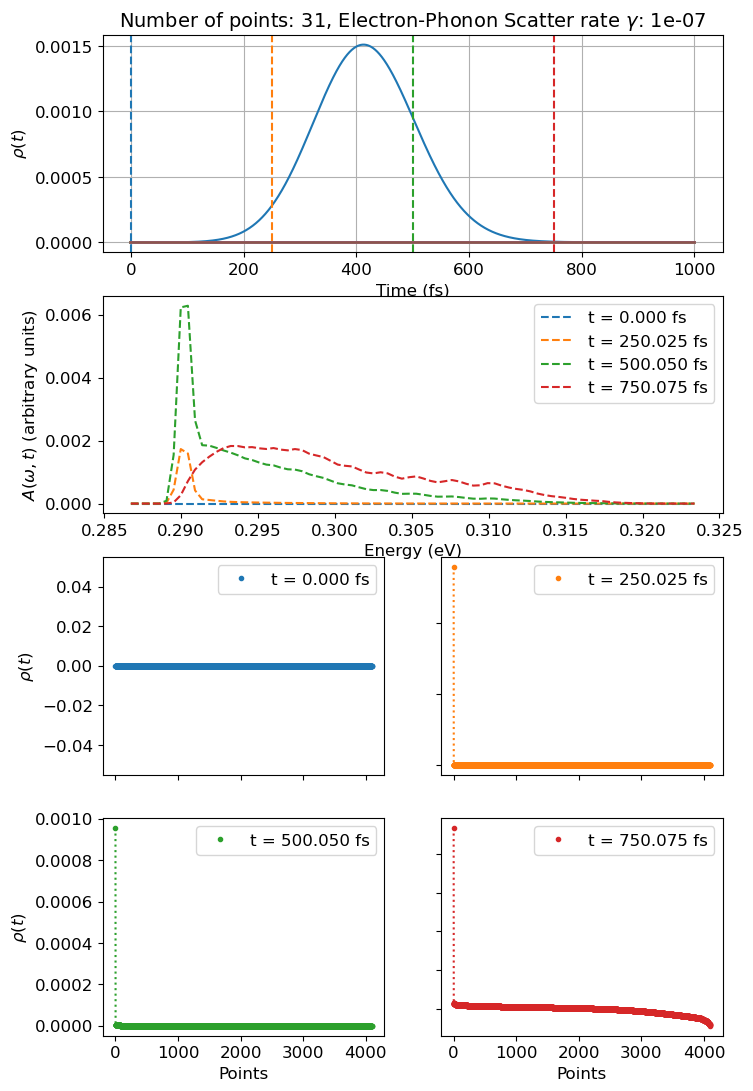 Number of points: 31, Electron-Phonon Scatter rate γ: 1e-07
0.0015
0.0010
0.0005
0.0000
ρ(t)
0 200 400 600 800 1000
Time (fs)
0.006
0.004
0.002
0.000
A(ω, t) (arbitrary units)
t = 0.000 fs
t = 250.025 fs
t = 500.050 fs
t = 750.075 fs
0.285 0.290 0.295 0.300 0.305 0.310 0.315 0.320 0.325
Energy (eV)
0.04
0.02
0.00
−0.02
−0.04
ρ(t)
t = 0.000 fs
t = 250.025 fs
0.0010
0.0008
0.0006
0.0004
0.0002
0.0000
ρ(t)
t = 500.050 fs
0 1000 2000 3000 4000
Points
t = 750.075 fs
0 1000 2000 3000 4000
Points